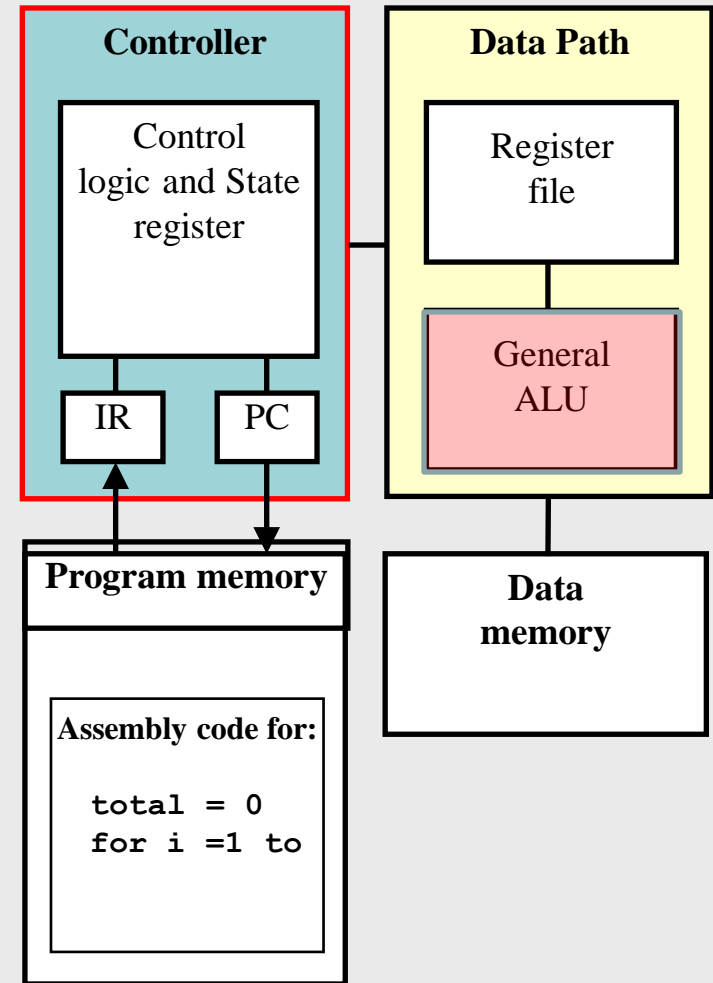 Controller
Control
logic and State
register
IR
PC
Data Path
Register
file
General
ALU
Program memory
Assembly code for:
total = 0
for i =1 to
Data
memory